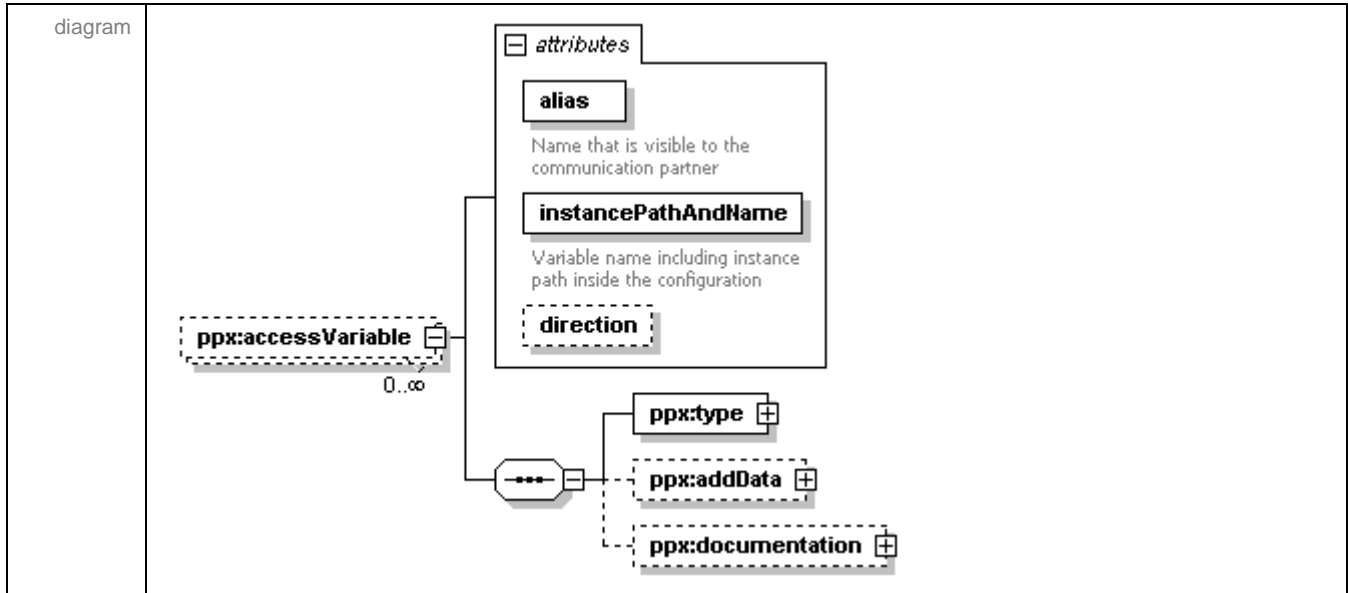 diagram
attributes
alias
Name that is visible to the
communication partner
instancePathAndName
Variable name including instance
path inside the configuration
direction
ppx:accessVariable
0..∞
ppx:type
ppx:addData
ppx:documentation